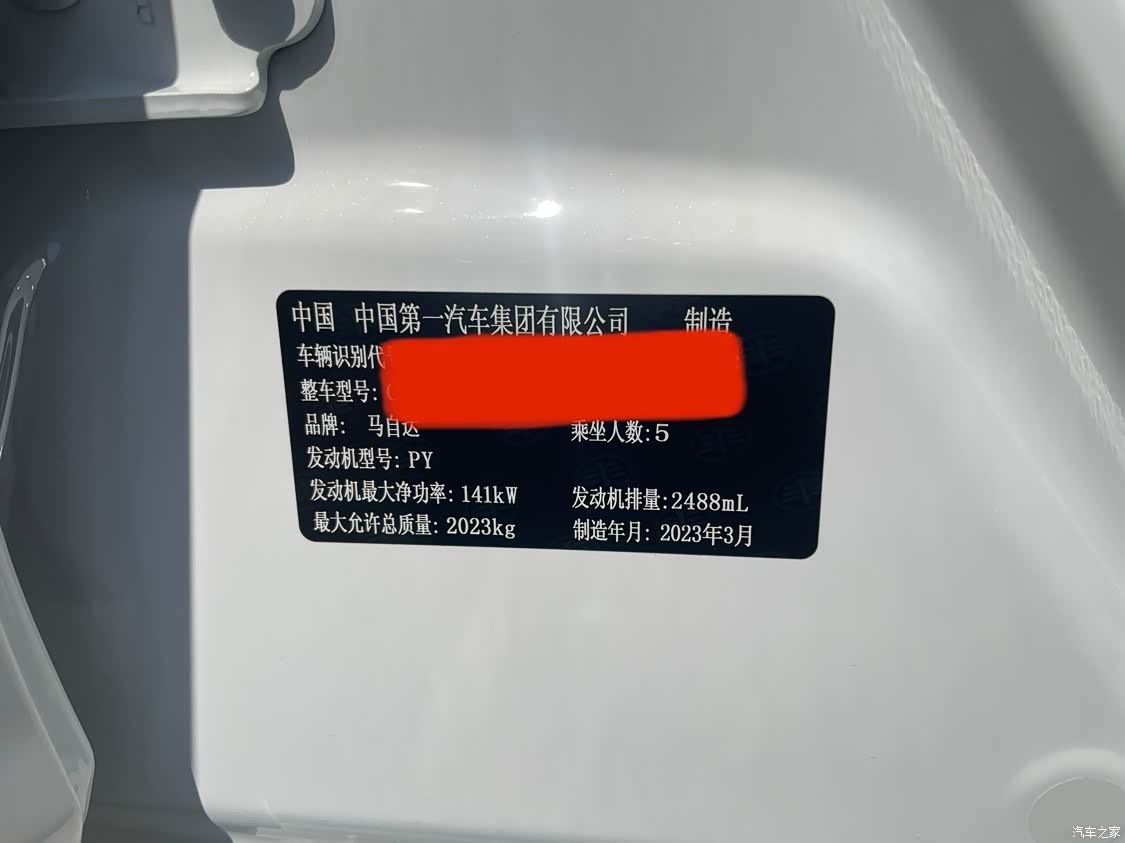 中国 中国第一汽车集团有限公司 制造
车辆识别代
整车型号:
品牌: 马自达 乘坐人数:5
发动机型号: PY
发动机最大净功率: 141kW 发动机排量:2488mL
最大允许总质量: 2023kg 制造年月: 2023年3月
汽车之家